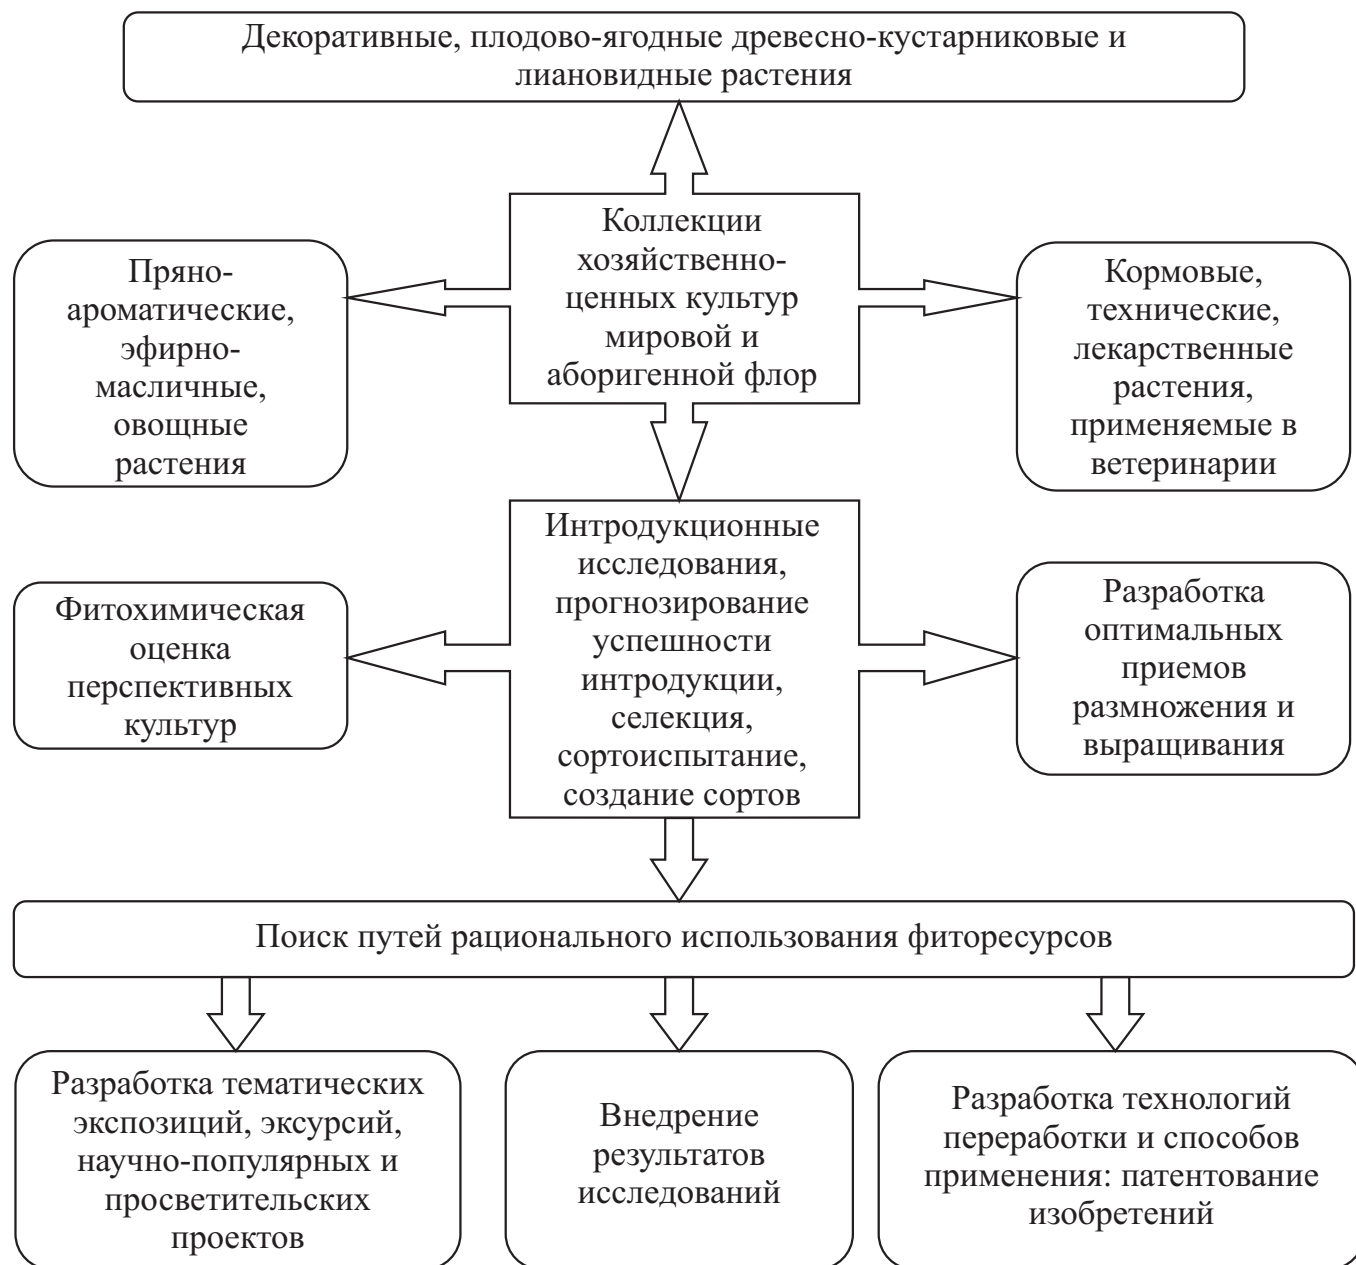 Декоративные, плодово-ягодные древесно-кустарниковые и
лиановидные растения
Коллекции
хозяйственно-
ценных культур
мировой и
аборигенной флор
Пряно-
ароматические,
эфирно-
масличные,
овощные
растения
Кормовые,
технические,
лекарственные
растения,
применяемые в
ветеринарии
Интродукционные
исследования,
прогнозирование
успешности
интродукции,
селекция,
сортоиспытание,
создание сортов
Фитохимическая
оценка
перспективных
культур
Разработка
оптимальных
приемов
размножения и
выращивания
Поиск путей рационального использования фиторесурсов
Разработка тематических
экспозиций, эксурсий,
научно-популярных и
просветительских
проектов
Внедрение
результатов
исследований
Разработка технологий
переработки и способов
применения: патентование
изобретений